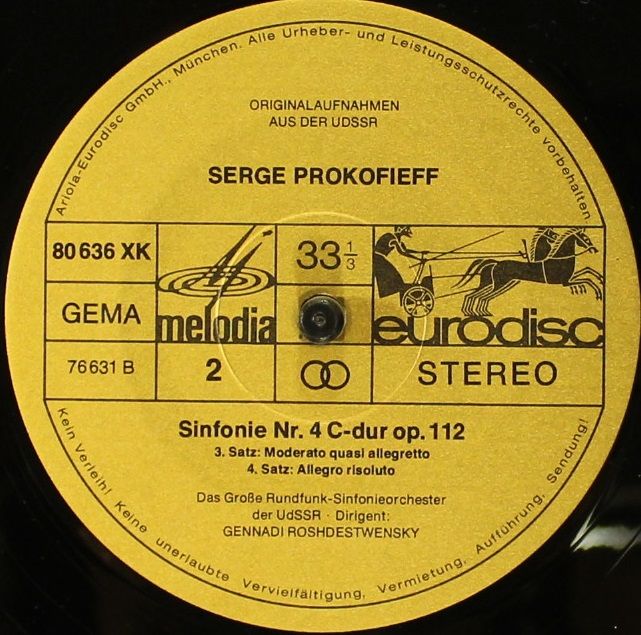 Ariola-Eurodisc GmbH., München. Alle Urheber- und Leistungsschutzrechte vorbehalten.
ORIGINALAUFNAHMEN
AUS DER UDSSR
SERGE PROKOFIEFF
80 636 XK
33 1/3
GEMA
melodia
eurodisc
76 631 B
2
STEREO
Sinfonie Nr. 4 C-dur op. 112
3. Satz: Moderato quasi allegretto
4. Satz: Allegro risoluto
Das Große Rundfunk-Sinfonieorchester
der UdSSR · Dirigent:
GENNADI ROSHDESTWENSKY
Kein Verleih! Keine unerlaubte Vervielfältigung, Vermietung, Aufführung, Sendung!